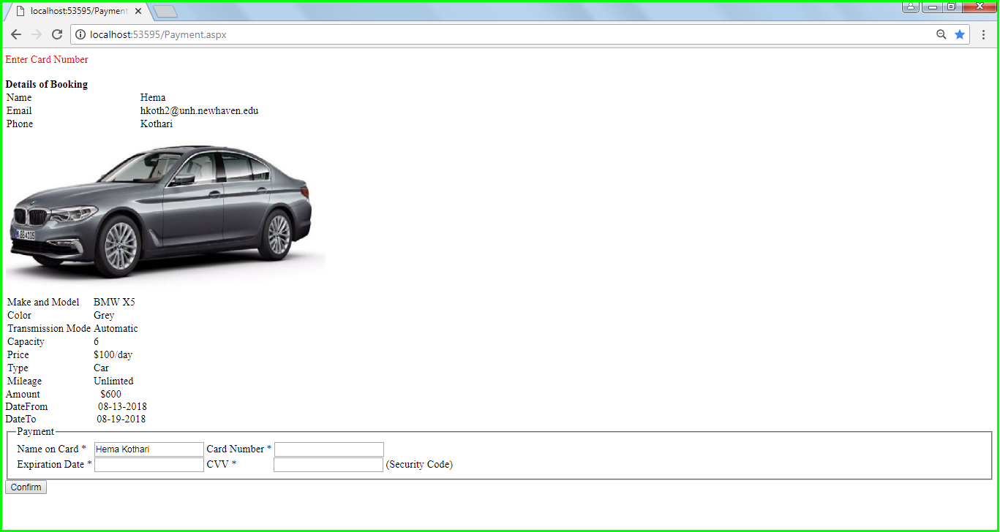 localhost:53595/Payment
localhost:53595/Payment.aspx
Enter Card Number
Details of Booking
Name Hema
Email hkoth2@unh.newhaven.edu
Phone Kothari
Make and Model BMW X5
Color Grey
Transmission Mode Automatic
Capacity 6
Price $100/day
Type Car
Mileage Unlimted
Amount $600
DateFrom 08-13-2018
DateTo 08-19-2018
Payment
Name on Card * Hema Kothari Card Number *
Expiration Date * CVV * (Security Code)
Confirm